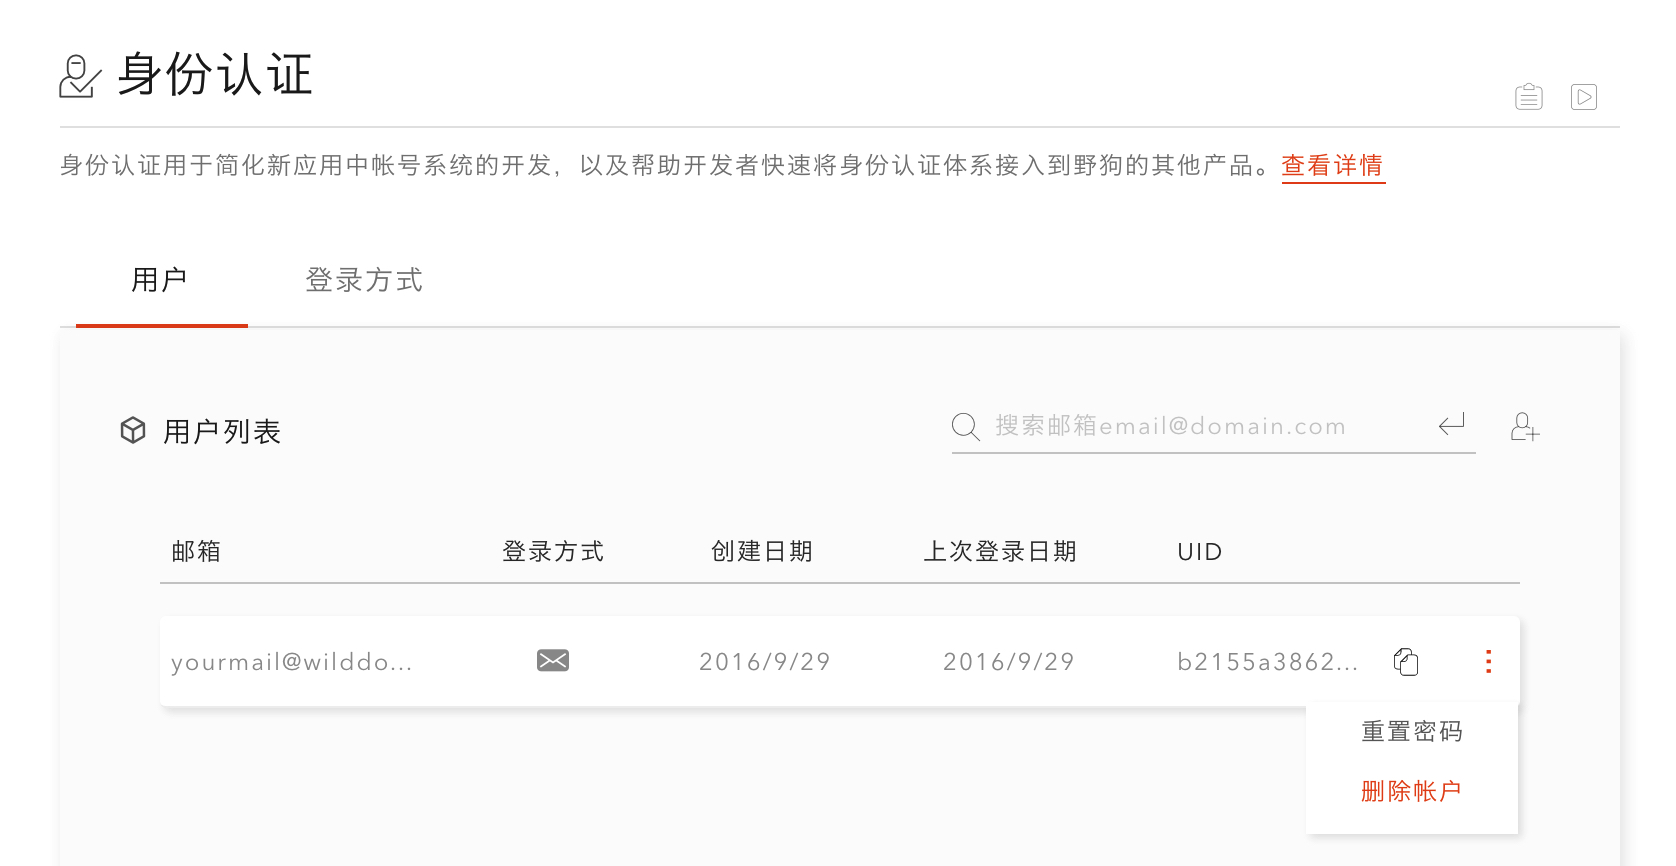 身份认证
身份认证用于简化新应用中帐号系统的开发，以及帮助开发者快速将身份认证体系接入到野狗的其他产品。查看详情
用户 登录方式
用户列表 搜索邮箱email@domain.com
邮箱 登录方式 创建日期 上次登录日期 UID
yourmail@wilddo... 2016/9/29 2016/9/29 b2155a3862...
重置密码
删除帐户